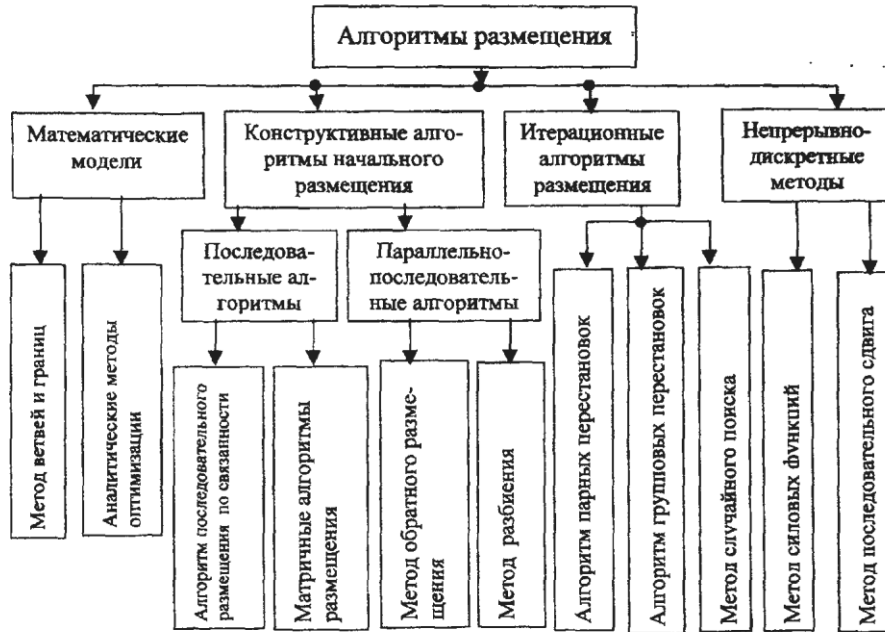 Алгоритмы размещения
Математические
модели
Конструктивные алго-
ритмы начального
размещения
Итерационные
алгоритмы
размещения
Непрерывно-
дискретные
методы
Последова-
тельные ал-
горитмы
Параллельно-
последователь-
ные алгоритмы
Метод ветвей и границ
Аналитические методы
оптимизации
Алгоритм последовательного
размещения по связанности
Матричные алгоритмы
размещения
Метод обратного разме-
щения
Метод разбиения
Алгоритм парных перестановок
Алгоритм групповых перестановок
Метод случайного поиска
Метод силовых функций
Метод последовательного сдвига